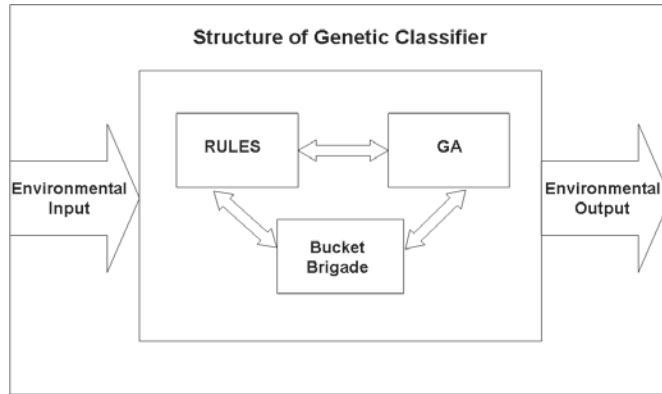 Structure of Genetic Classifier
RULES
GA
Environmental
Input
Environmental
Output
Bucket
Brigade